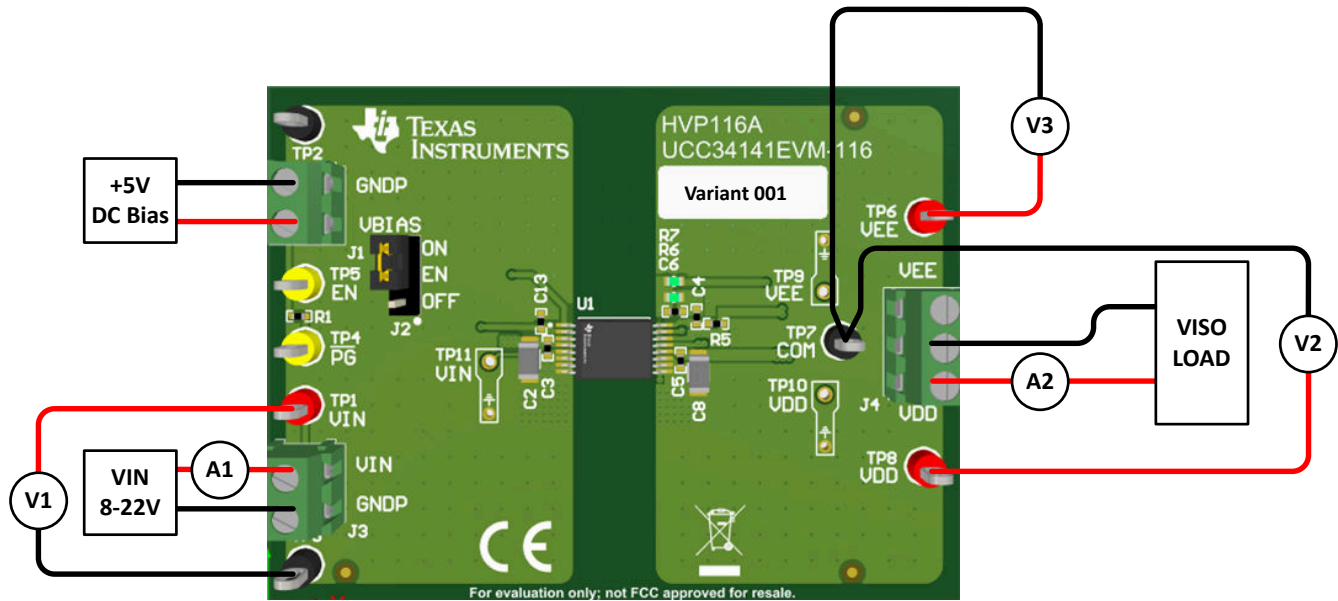 TEXAS
INSTRUMENTS
HVP116A
UCC34141EVM-116
Variant 001
V3
TP2
+5V
DC Bias
GNDP
VBIAS
J1
ON
EN
OFF
J2
TP5
EN
R1
TP4
PG
TP1
VIN
VIN
8-22V
A1
V1
VIN
GNDP
J3
TP11
VIN
C13
C2
C3
U1
R7
R6
C6
C4
R5
C5
C8
TP9
VEE
TP7
COM
TP10
VDD
TP6
VEE
VEE
J4
VDD
TP8
VDD
A2
VISO
LOAD
V2
CE
For evaluation only; not FCC approved for resale.